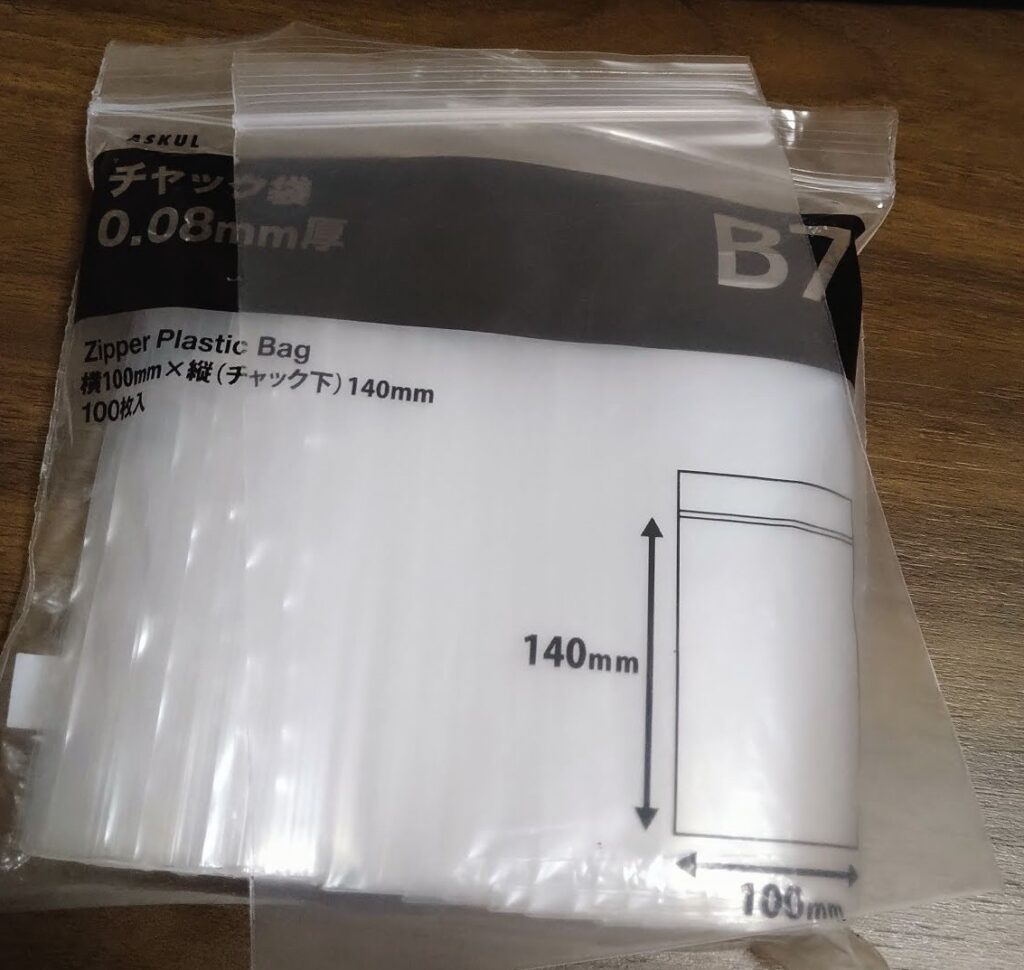 ASKUL
チャック袋
0.08mm厚
B7
Zipper Plastic Bag
横100mm×縦(チャック下)140mm
100枚入
140mm
100mm